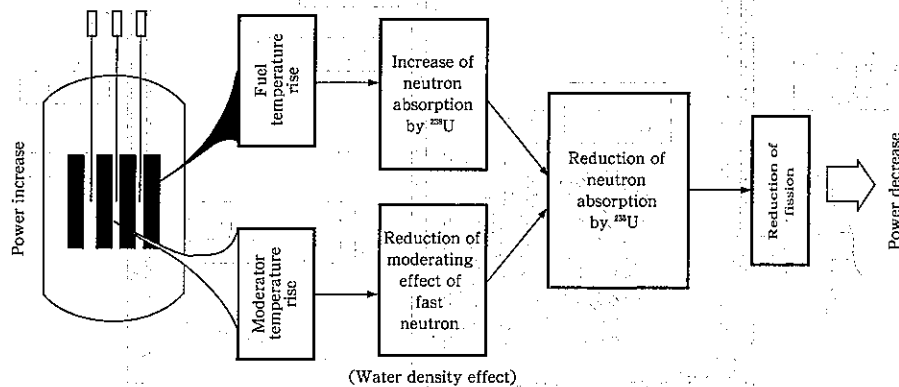 Power increase
Fuel
temperature
rise
Increase of
neutron
absorption
by ²³⁸U
Moderator
temperature
rise
Reduction of
moderating
effect of
fast
neutron
(Water density effect)
Reduction of
neutron
absorption
by
Reduction of
fission
Power decrease